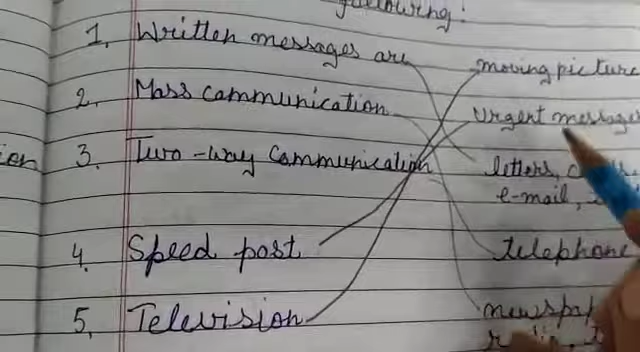 following:
1. Written messages are
moving picture
2. Mass communication
Urgent message
3. Two-way Communication
letters,
e-mail,
4. Speed post
telephone
5. Television